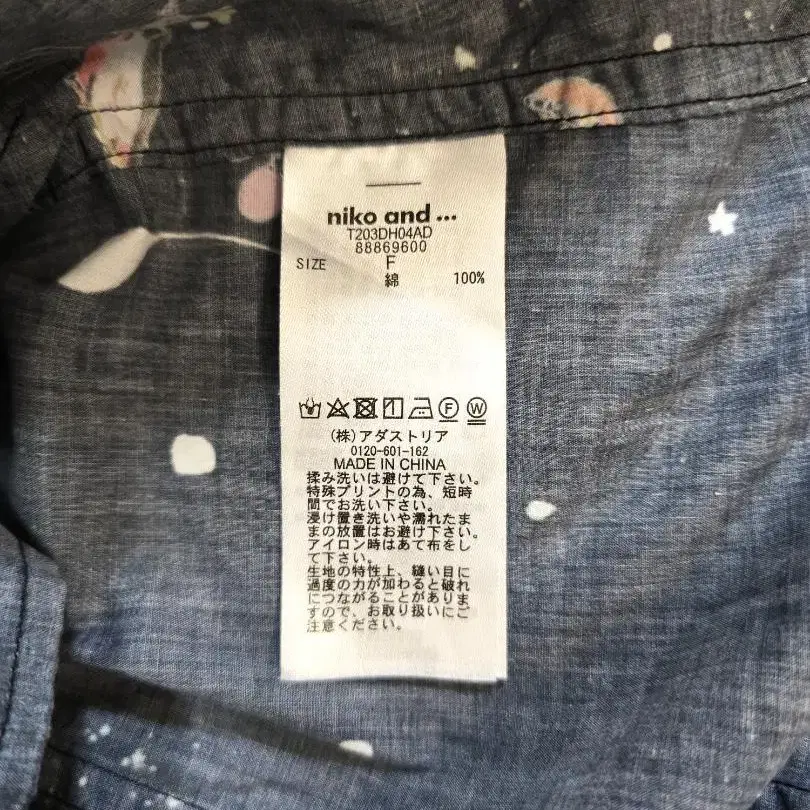 niko and ...
T203DH04AD
88869600
SIZE F
綿 100%
F W
(株)アダストリア
0120-601-162
MADE IN CHINA
揉み洗いは避けて下さい。
特殊プリントの為、短時
間でお洗い下さい。
浸け置き洗いや濡れたま
まの放置はお避け下さい。
アイロン時はあて布をし
て下さい。
生地の特性上、縫い目に
過度の力が加わると破れ
につながることがありま
すので、お取り扱いにご
注意ください。